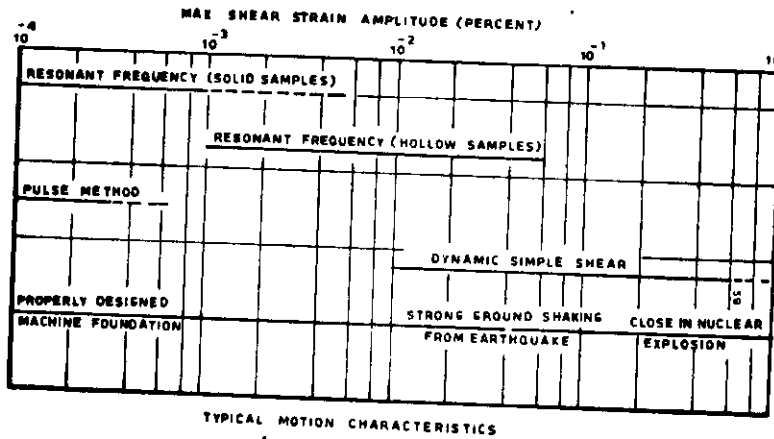 MAX SHEAR STRAIN AMPLITUDE (PERCENT)
10-4 10-3 10-2 10-1
RESONANT FREQUENCY (SOLID SAMPLES)
RESONANT FREQUENCY (HOLLOW SAMPLES)
PULSE METHOD
DYNAMIC SIMPLE SHEAR
PROPERLY DESIGNED
MACHINE FOUNDATION
STRONG GROUND SHAKING
FROM EARTHQUAKE
CLOSE IN NUCLEAR
EXPLOSION
TYPICAL MOTION CHARACTERISTICS